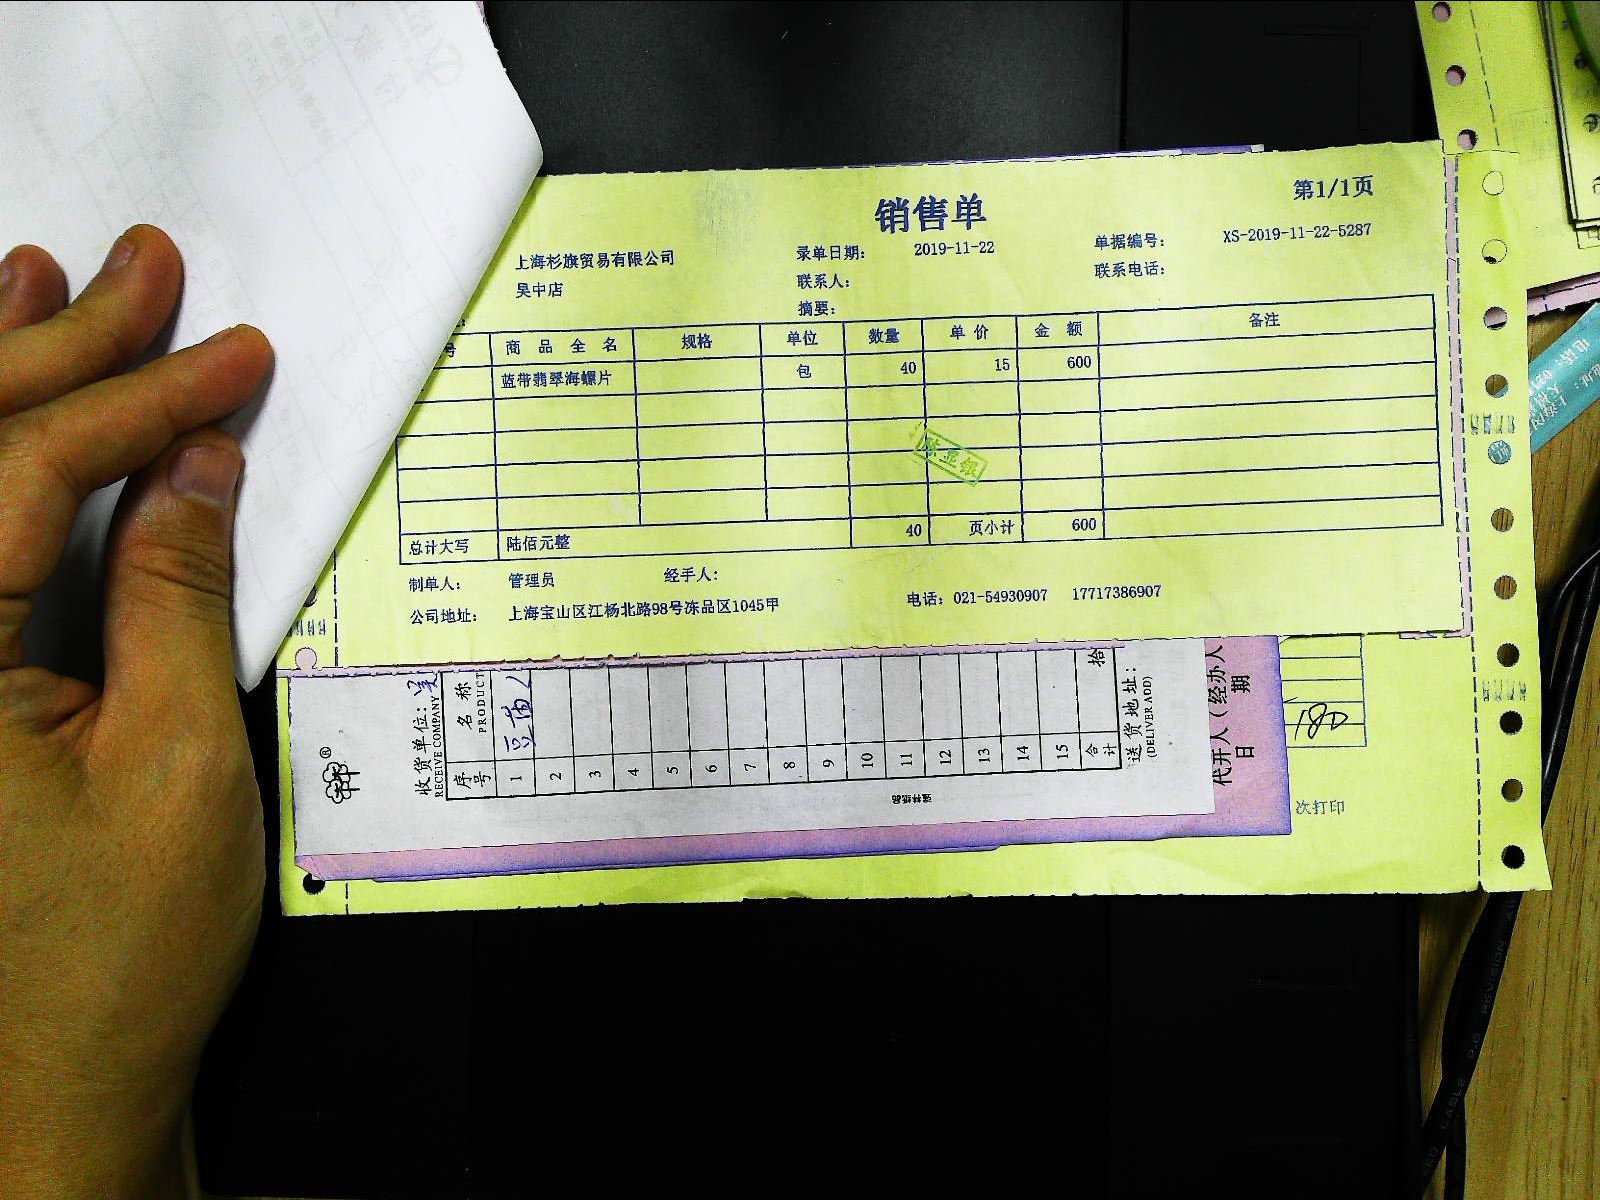 销售单
第1/1页
上海杉旗贸易有限公司 录单日期: 2019-11-22 单据编号: XS-2019-11-22-5287
吴中店 联系人: 联系电话:
摘要:
号 商品全名 规格 单位 数量 单价 金额 备注
蓝带翡翠海螺片 包 40 15 600
总计大写 陆佰元整 40 页小计 600
制单人: 管理员 经手人:
公司地址: 上海宝山区江杨北路98号冻品区1045甲 电话: 021-54930907 17717386907
收货单位:
RECEIVE COMPANY
序号 名称
PRODUCT
1
2
3
4
5
6
7
8
9
10
11
12
13
14
15
合计 拾
送货地址:
(DELIVER ADD)
代开人(经办人
日期
180
次打印